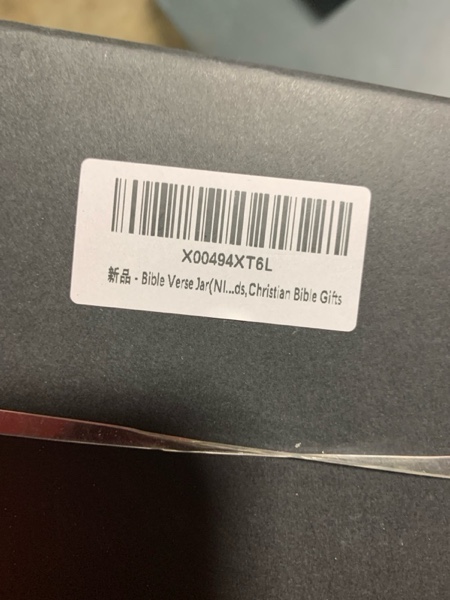 X00494XT6L
新品 - Bible Verse Jar(NI...ds,Christian Bible Gifts